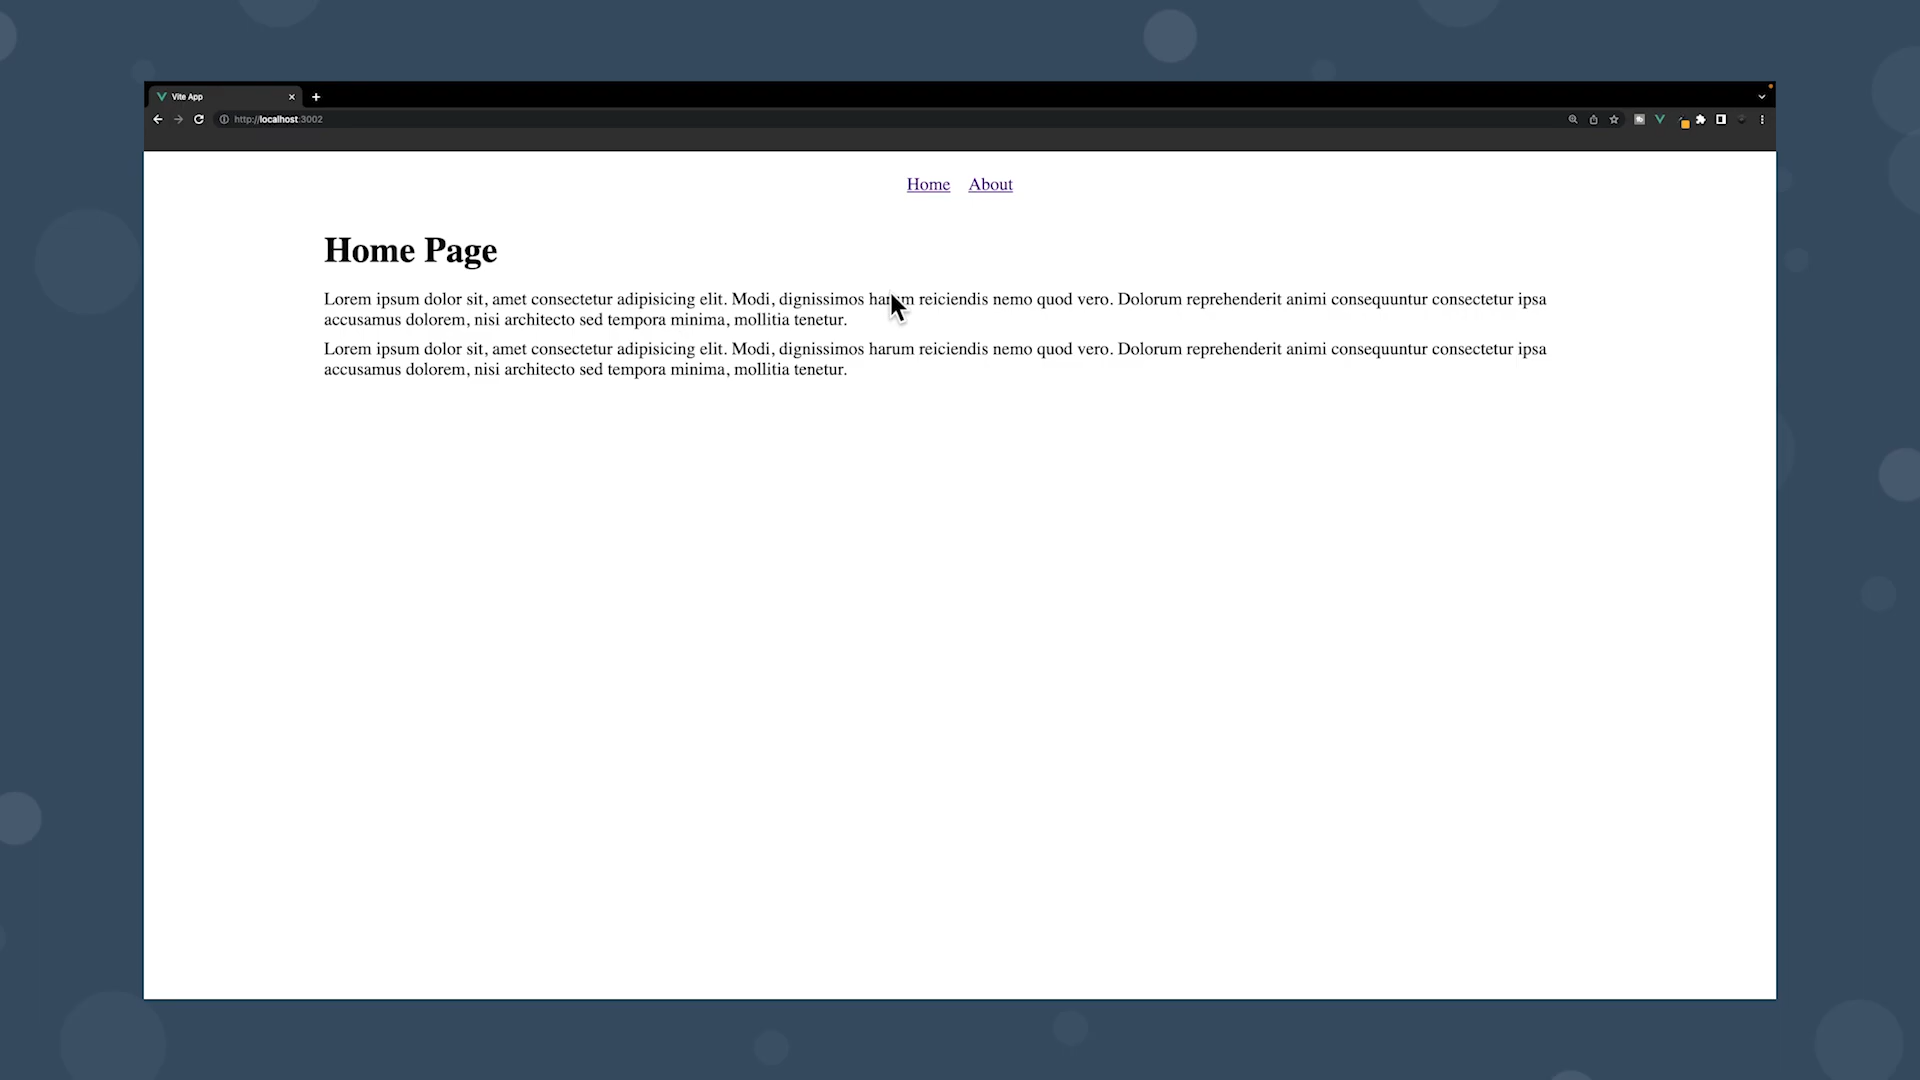 Vite App
http://localhost:3002
Home About
Home Page
Lorem ipsum dolor sit, amet consectetur adipisicing elit. Modi, dignissimos harum reiciendis nemo quod vero. Dolorum reprehenderit animi consequuntur consectetur ipsa
accusamus dolorem, nisi architecto sed tempora minima, mollitia tenetur.
Lorem ipsum dolor sit, amet consectetur adipisicing elit. Modi, dignissimos harum reiciendis nemo quod vero. Dolorum reprehenderit animi consequuntur consectetur ipsa
accusamus dolorem, nisi architecto sed tempora minima, mollitia tenetur.